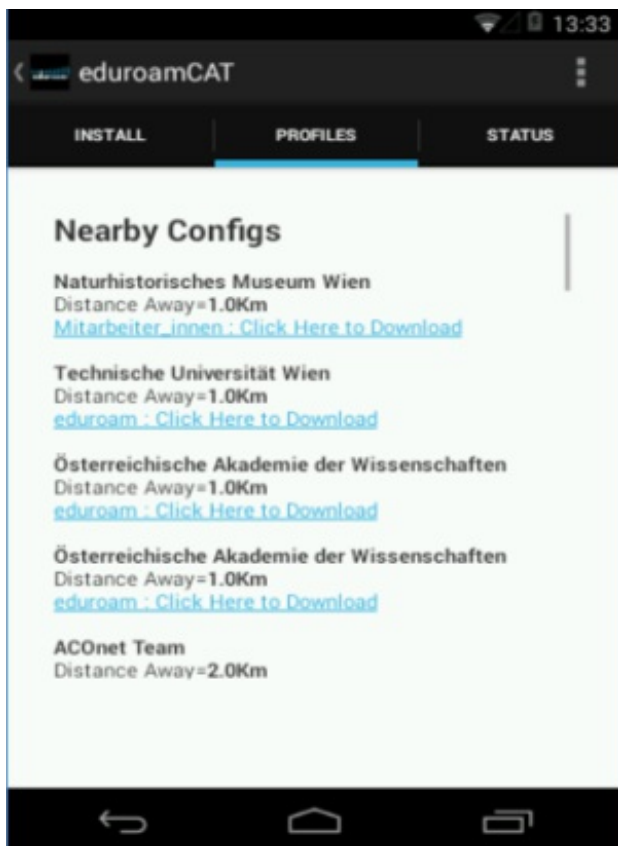 13:33
eduroamCAT
INSTALL PROFILES STATUS
Nearby Configs
Naturhistorisches Museum Wien
Distance Away=1.0Km
Mitarbeiter_innen : Click Here to Download
Technische Universität Wien
Distance Away=1.0Km
eduroam : Click Here to Download
Österreichische Akademie der Wissenschaften
Distance Away=1.0Km
eduroam : Click Here to Download
Österreichische Akademie der Wissenschaften
Distance Away=1.0Km
eduroam : Click Here to Download
ACOnet Team
Distance Away=2.0Km